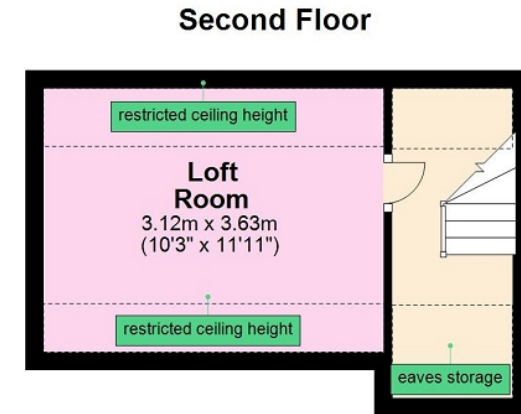 Second Floor
restricted ceiling height
Loft
Room
3.12m x 3.63m
(10'3" x 11'11")
restricted ceiling height
eaves storage